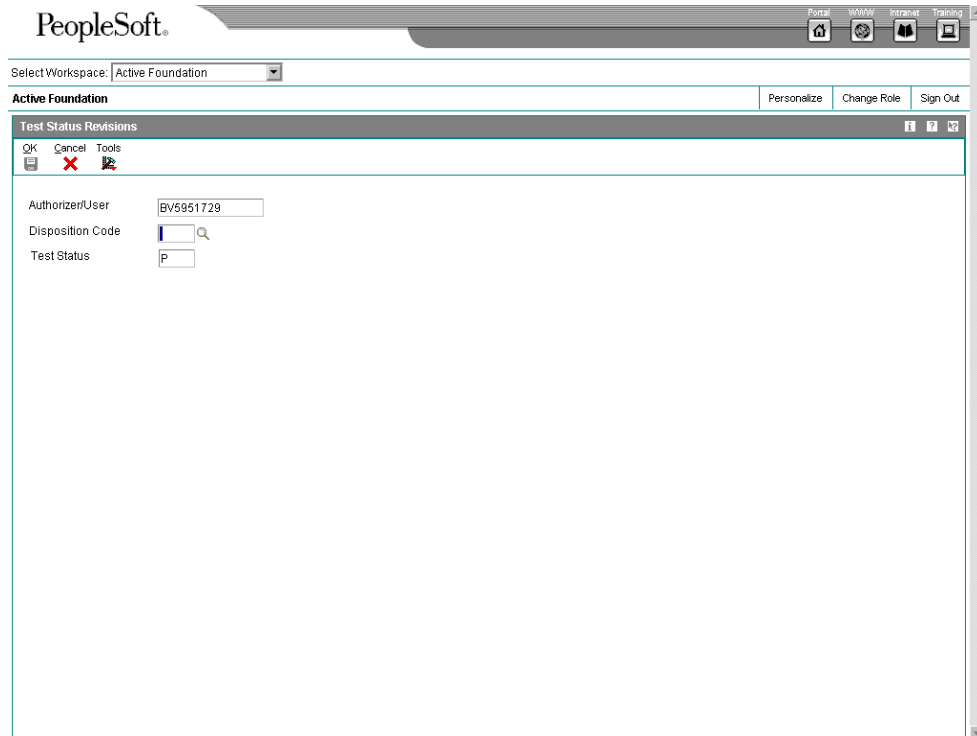 PeopleSoft.
Portal WWW Intranet Training
Select Workspace: Active Foundation
Active Foundation Personalize Change Role Sign Out
Test Status Revisions
OK Cancel Tools
Authorizer/User BV5951729
Disposition Code
Test Status P